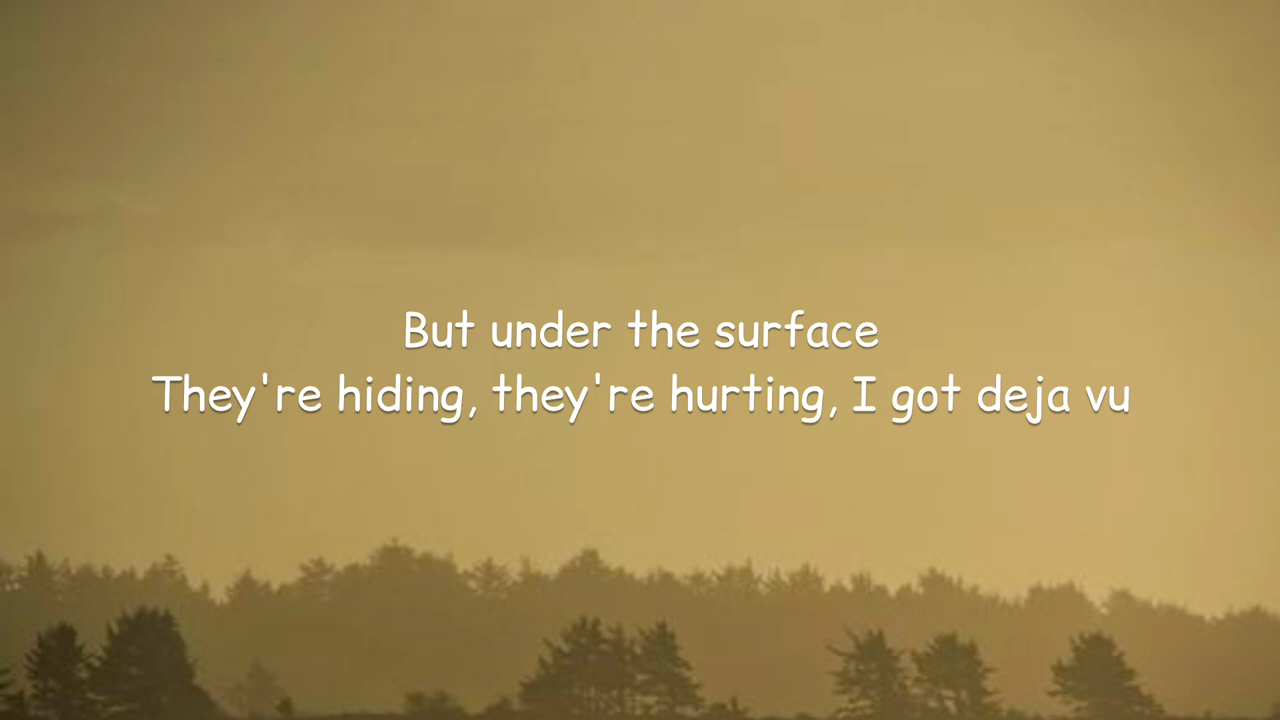 But under the surface
They're hiding, they're hurting, I got deja vu